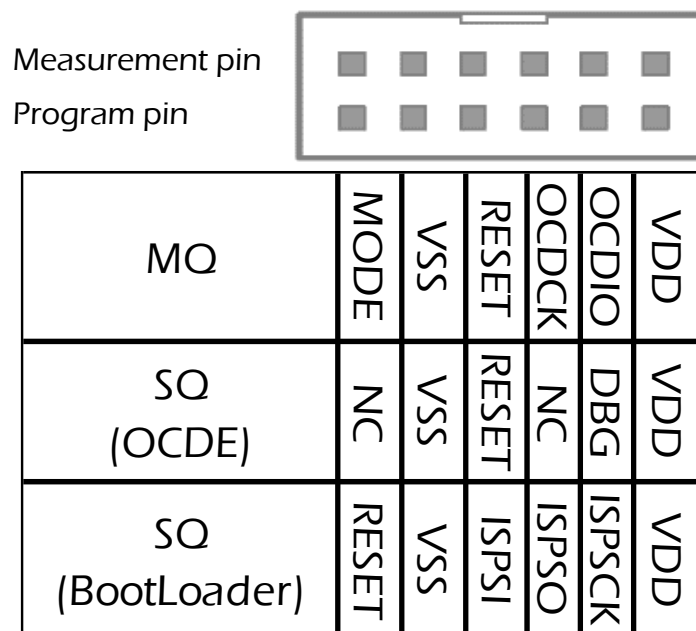 Measurement pin
Program pin
MQ MODE VSS RESET OCDCK OCDIO VDD
SQ
(OCDE) NC VSS RESET NC DBG VDD
SQ
(BootLoader) RESET VSS ISPSI ISPSO ISPSCK VDD